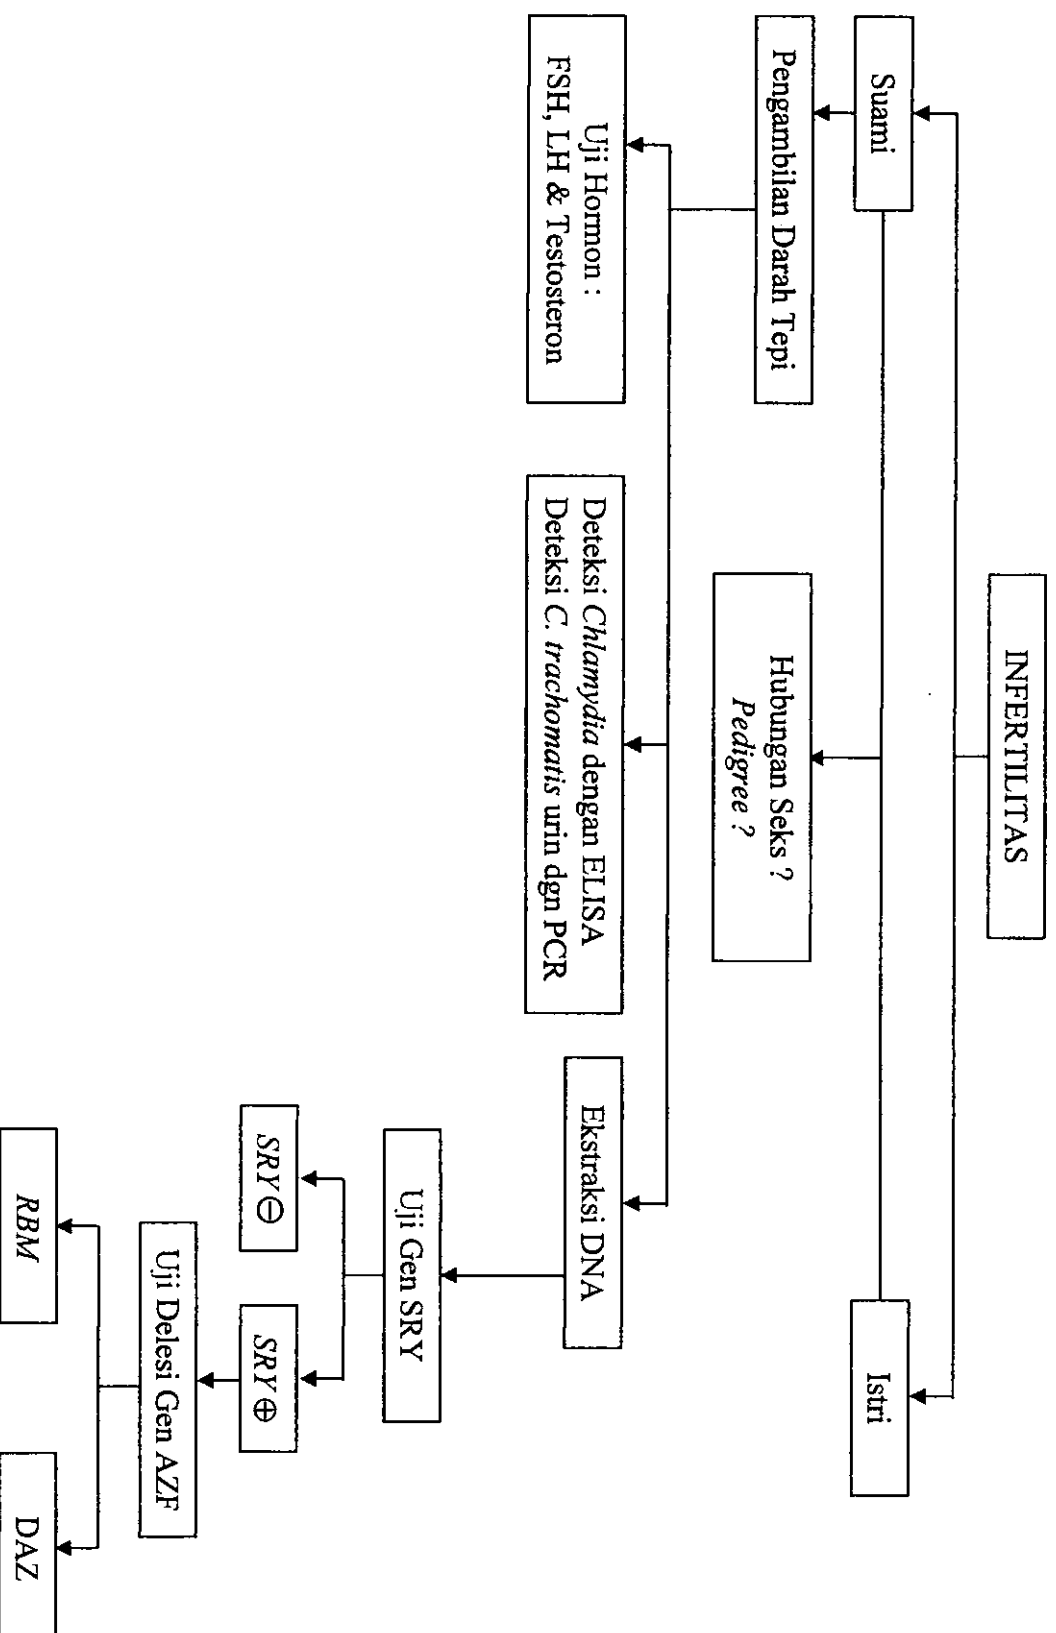 INFERTILITAS
Suami
Istri
Pengambilan Darah Tepi
Hubungan Seks ?
Pedigree ?
Uji Hormon :
FSH, LH & Testosteron
Deteksi Chlamydia dengan ELISA
Deteksi C. trachomatis urin dgn PCR
Ekstraksi DNA
Uji Gen SRY
SRY ⊖
SRY ⊕
Uji Delesi Gen AZF
RBM
DAZ